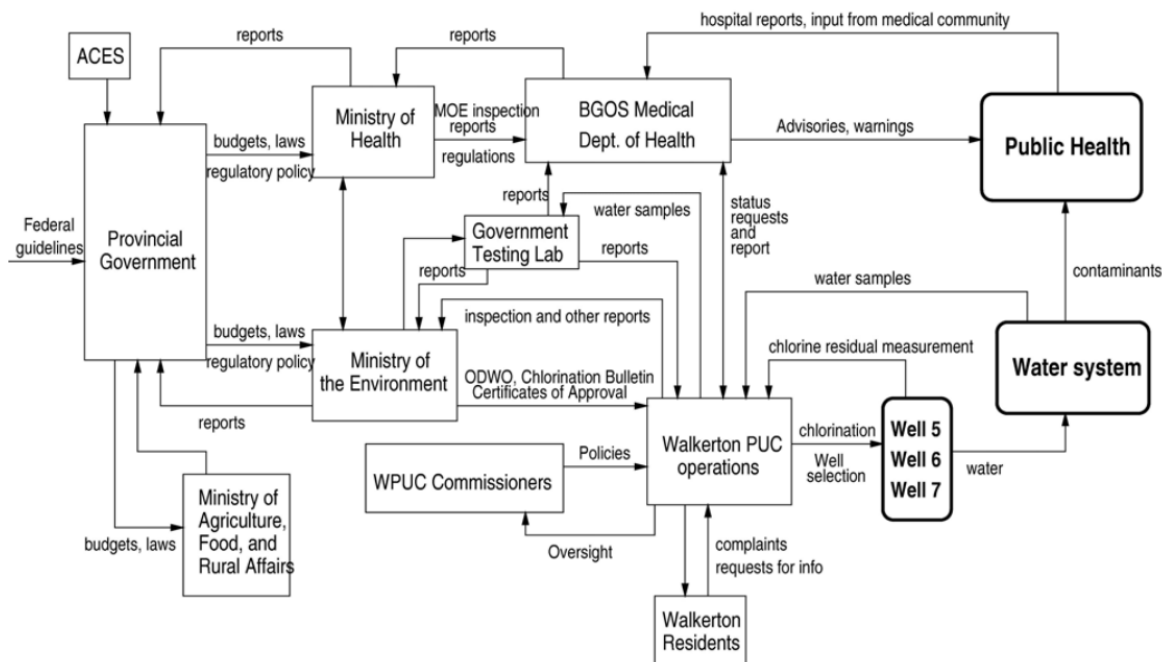 hospital reports, input from medical community
ACES
reports
reports
Ministry of
Health
MOE inspection
reports
regulations
BGOS Medical
Dept. of Health
Advisories, warnings
Public Health
budgets, laws
regulatory policy
Federal
guidelines
Provincial
Government
reports
water samples
status
requests
and
report
Government
Testing Lab
reports
reports
contaminants
water samples
inspection and other reports
budgets, laws
regulatory policy
Ministry of
the Environment
chlorine residual measurement
Water system
ODWO, Chlorination Bulletin
Certificates of Approval
reports
Walkerton PUC
operations
chlorination
Well
selection
Well 5
Well 6
Well 7
water
WPUC Commissioners
Policies
Oversight
Ministry of
Agriculture,
Food, and
Rural Affairs
budgets, laws
complaints
requests for info
Walkerton
Residents